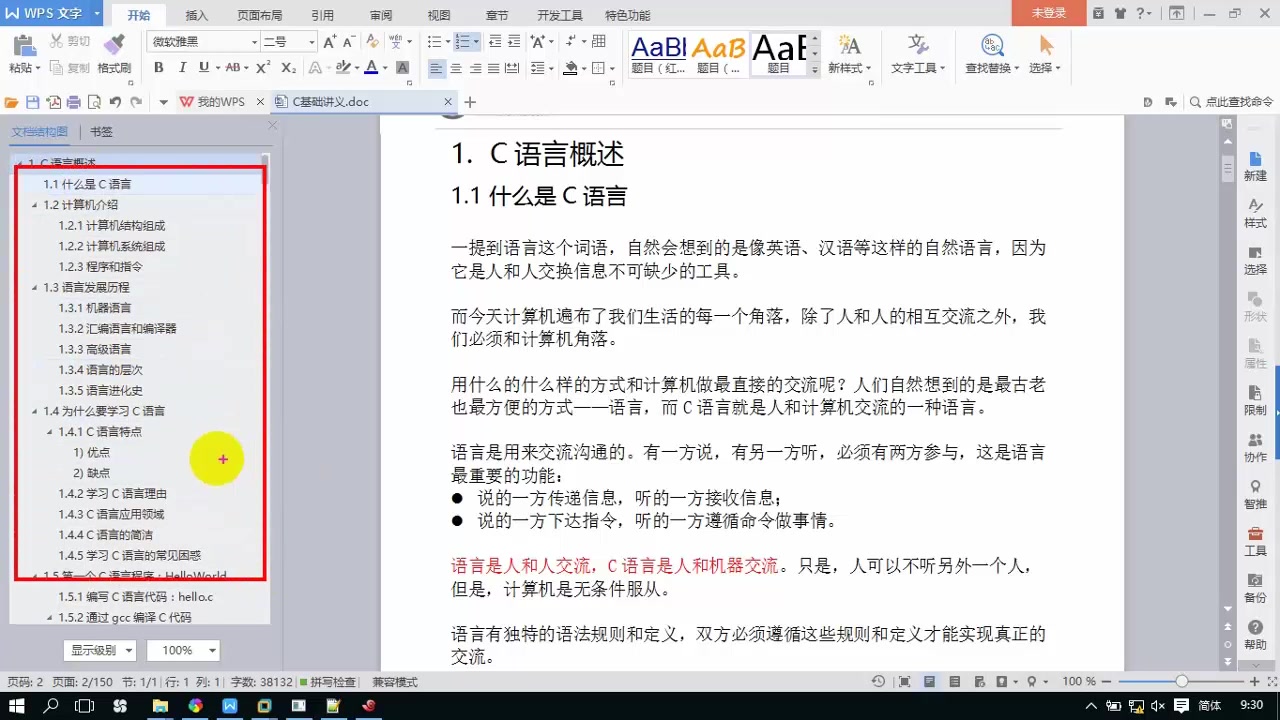 WPS 文字
开始
插入
页面布局
引用
审阅
视图
章节
开发工具
特色功能
未登录
粘贴
剪切
复制
格式刷
微软雅黑
二号
B I U AB X² X₂
AaBl
题目（红...
AaB
题目（...
AaB
题目
新样式
文字工具
查找替换
选择
我的WPS
C基础讲义.doc
点此查找命令
文档结构图
书签
1. C 语言概述
1.1 什么是 C 语言
1.2 计算机介绍
1.2.1 计算机结构组成
1.2.2 计算机系统组成
1.2.3 程序和指令
1.3 语言发展历程
1.3.1 机器语言
1.3.2 汇编语言和编译器
1.3.3 高级语言
1.3.4 语言的层次
1.3.5 语言进化史
1.4 为什么要学习 C 语言
1.4.1 C 语言特点
1) 优点
2) 缺点
1.4.2 学习 C 语言理由
1.4.3 C 语言应用领域
1.4.4 C 语言的简洁
1.4.5 学习 C 语言的常见困惑
1.5 第一个 C 语言程序：HelloWorld
1.5.1 编写 C 语言代码：hello.c
1.5.2 通过 gcc 编译 C 代码
显示级别
100%
1. C 语言概述
1.1 什么是 C 语言
一提到语言这个词语，自然会想到的是像英语、汉语等这样的自然语言，因为
它是人和人交换信息不可缺少的工具。
而今天计算机遍布了我们生活的每一个角落，除了人和人的相互交流之外，我
们必须和计算机角落。
用什么的什么样的方式和计算机做最直接的交流呢？人们自然想到的是最古老
也最方便的方式——语言，而 C 语言就是人和计算机交流的一种语言。
语言是用来交流沟通的。有一方说，有另一方听，必须有两方参与，这是语言
最重要的功能：
● 说的一方传递信息，听的一方接收信息；
● 说的一方下达指令，听的一方遵循命令做事情。
语言是人和人交流，C 语言是人和机器交流。只是，人可以不听另外一个人，
但是，计算机是无条件服从。
语言有独特的语法规则和定义，双方必须遵循这些规则和定义才能实现真正的
交流。
新建
样式
选择
形状
属性
限制
协作
智推
工具
备份
帮助
页码: 2 页面: 2/150 节: 1/1 行: 1 列: 1 字数: 38132 拼写检查 兼容模式
100 %
简体
9:30